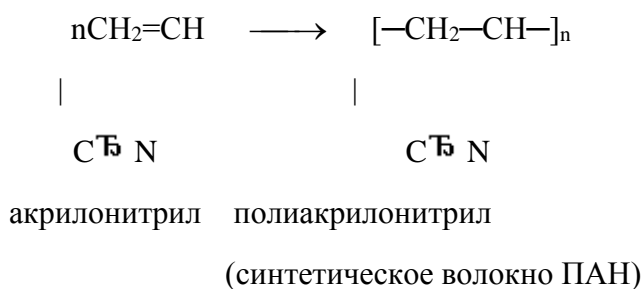 nCH₂=CH ⟶ [─CH₂─CH─]ₙ
| |
C Ђ N C Ђ N
акрилонитрил полиакрилонитрил
(синтетическое волокно ПАН)